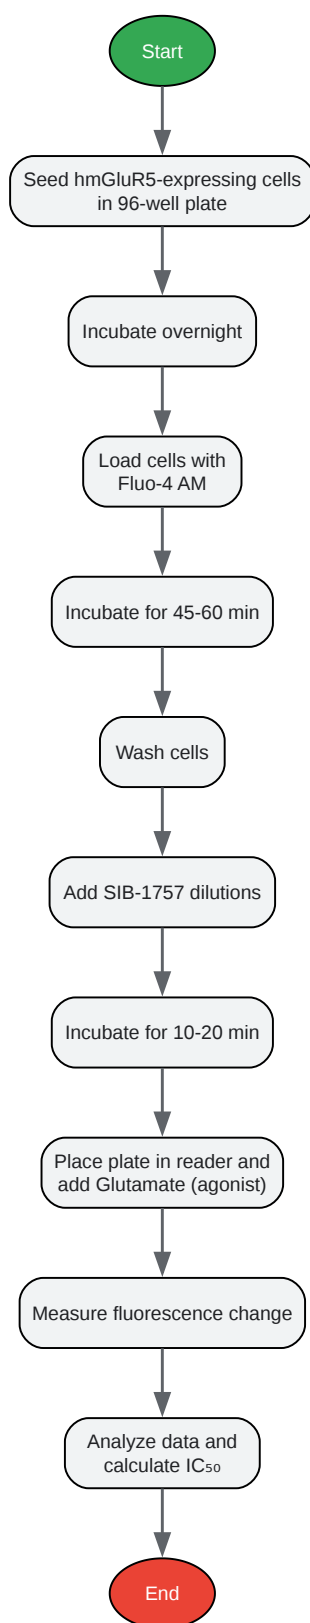 Start
Seed hmGluR5-expressing cells
in 96-well plate
Incubate overnight
Load cells with
Fluo-4 AM
Incubate for 45-60 min
Wash cells
Add SIB-1757 dilutions
Incubate for 10-20 min
Place plate in reader and
add Glutamate (agonist)
Measure fluorescence change
Analyze data and
calculate IC₅₀
End